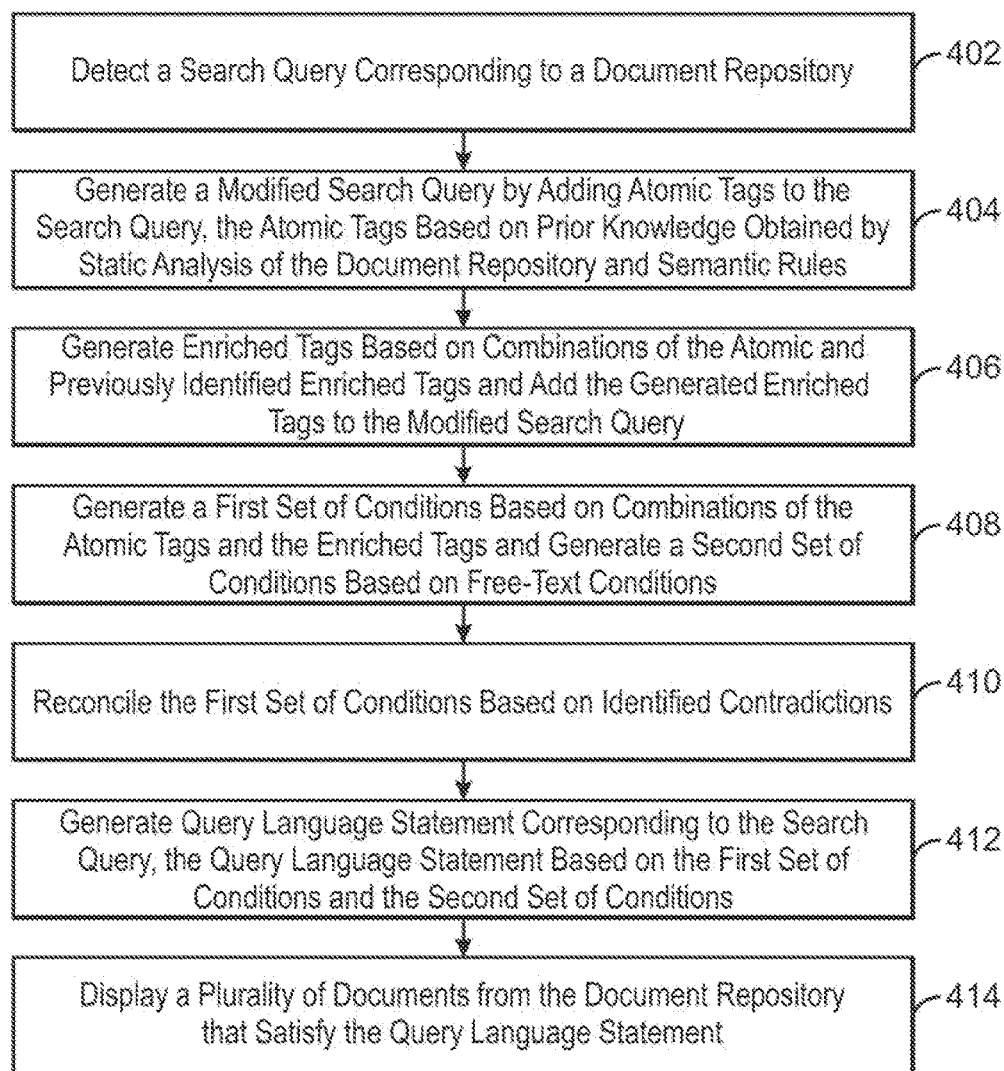 Detect a Search Query Corresponding to a Document Repository
402
Generate a Modified Search Query by Adding Atomic Tags to the
Search Query, the Atomic Tags Based on Prior Knowledge Obtained by
Static Analysis of the Document Repository and Semantic Rules
404
Generate Enriched Tags Based on Combinations of the Atomic and
Previously Identified Enriched Tags and Add the Generated Enriched
Tags to the Modified Search Query
406
Generate a First Set of Conditions Based on Combinations of the
Atomic Tags and the Enriched Tags and Generate a Second Set of
Conditions Based on Free-Text Conditions
408
Reconcile the First Set of Conditions Based on Identified Contradictions
410
Generate Query Language Statement Corresponding to the Search
Query, the Query Language Statement Based on the First Set of
Conditions and the Second Set of Conditions
412
Display a Plurality of Documents from the Document Repository
that Satisfy the Query Language Statement
414